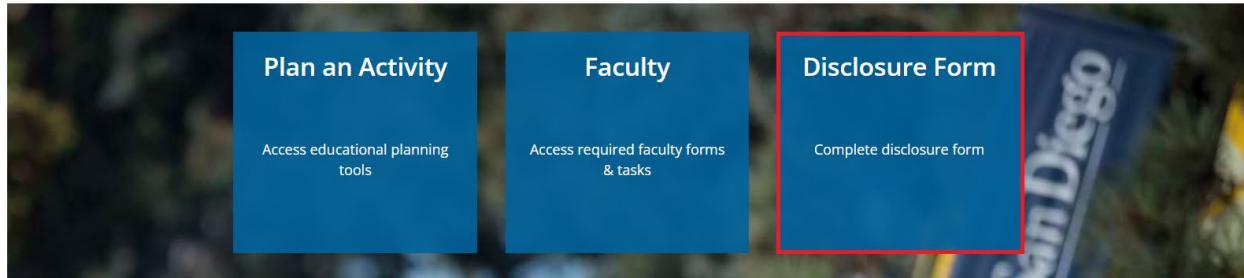 Plan an Activity
Access educational planning
tools
Faculty
Access required faculty forms
& tasks
Disclosure Form
Complete disclosure form
San Diego